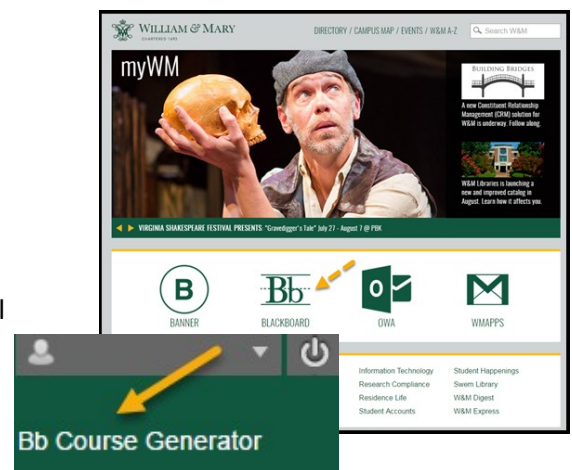 WILLIAM & MARY
CHARTERED 1693
DIRECTORY / CAMPUS MAP / EVENTS / W&M A-Z
Search W&M
myWM
BUILDING BRIDGES
A new Constituent Relationship
Management (CRM) solution for
W&M is underway. Follow along.
W&M Libraries is launching a
new and improved catalog in
August. Learn how it affects you.
VIRGINIA SHAKESPEARE FESTIVAL PRESENTS: "Gravedigger's Tale" July 27 - August 7 @ PBK
B
Bb
O
M
BANNER
BLACKBOARD
OWA
WMAPPS
l
Information Technology
Student Happenings
Research Compliance
Swem Library
Residence Life
W&M Digest
Student Accounts
W&M Express
Bb Course Generator